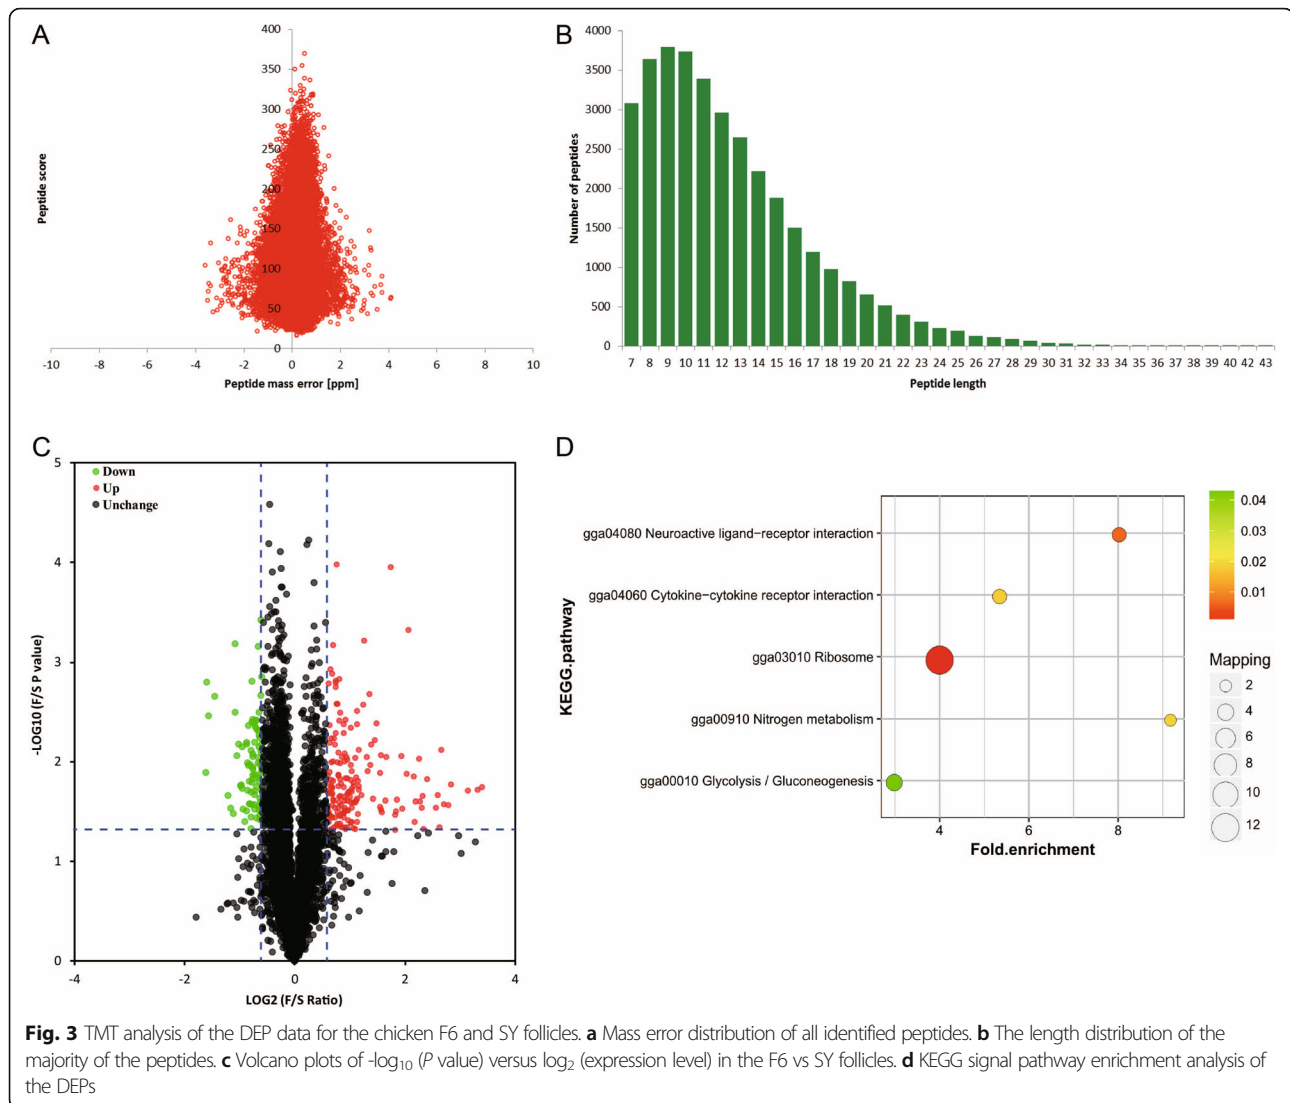 A
400
350
300
250
200
150
100
50
0
Peptide score
-10 -8 -6 -4 -2 0 2 4 6 8 10
Peptide mass error [ppm]
B
4000
3500
3000
2500
2000
1500
1000
500
0
Number of peptides
7 8 9 10 11 12 13 14 15 16 17 18 19 20 21 22 23 24 25 26 27 28 29 30 31 32 33 34 35 36 37 38 39 40 42 43
Peptide length
C
5
4
3
2
1
0
Down
Up
Unchange
-LOG10 (F/S P value)
-4 -2 0 2 4
LOG2 (F/S Ratio)
D
KEGG.pathway
gga04080 Neuroactive ligand−receptor interaction
gga04060 Cytokine−cytokine receptor interaction
gga03010 Ribosome
gga00910 Nitrogen metabolism
gga00010 Glycolysis / Gluconeogenesis
4 6 8
Fold.enrichment
0.04
0.03
0.02
0.01
Mapping
2
4
6
8
10
12
Fig. 3 TMT analysis of the DEP data for the chicken F6 and SY follicles. a Mass error distribution of all identified peptides. b The length distribution of the
majority of the peptides. c Volcano plots of -log10 (P value) versus log2 (expression level) in the F6 vs SY follicles. d KEGG signal pathway enrichment analysis of
the DEPs